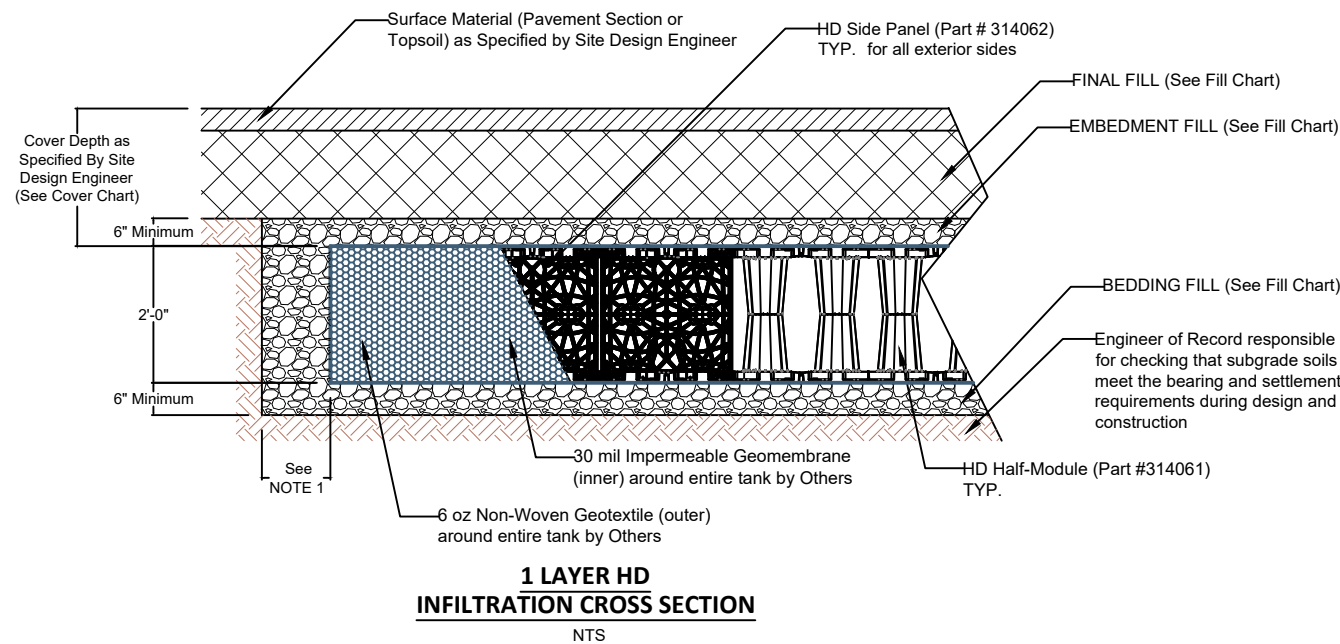 Surface Material (Pavement Section or
Topsoil) as Specified by Site Design Engineer
HD Side Panel (Part # 314062)
TYP. for all exterior sides
FINAL FILL (See Fill Chart)
EMBEDMENT FILL (See Fill Chart)
Cover Depth as
Specified By Site
Design Engineer
(See Cover Chart)
6" Minimum
2'-0"
6" Minimum
BEDDING FILL (See Fill Chart)
Engineer of Record responsible
for checking that subgrade soils
meet the bearing and settlement
requirements during design and
construction
See
NOTE 1
30 mil Impermeable Geomembrane
(inner) around entire tank by Others
HD Half-Module (Part #314061)
TYP.
6 oz Non-Woven Geotextile (outer)
around entire tank by Others
1 LAYER HD
INFILTRATION CROSS SECTION
NTS